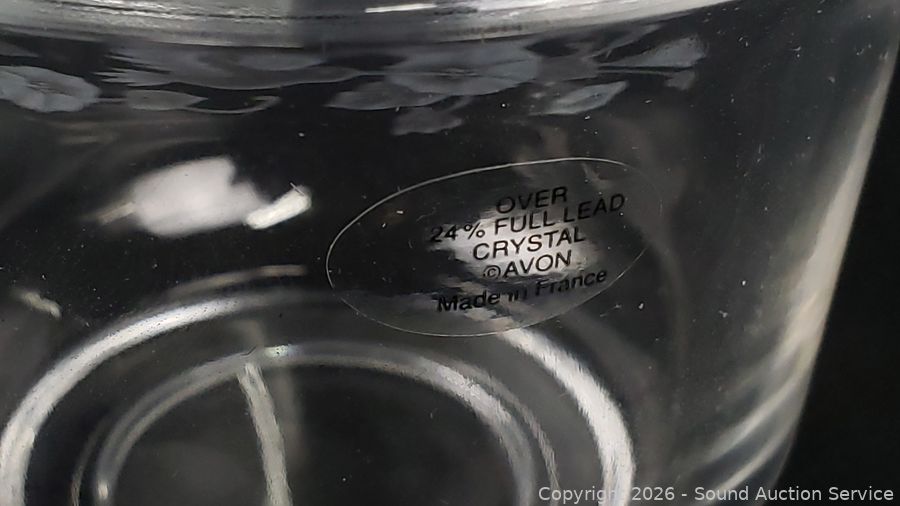 OVER
24% FULL LEAD
CRYSTAL
©AVON
Made in France
Copyright 2026 - Sound Auction Service